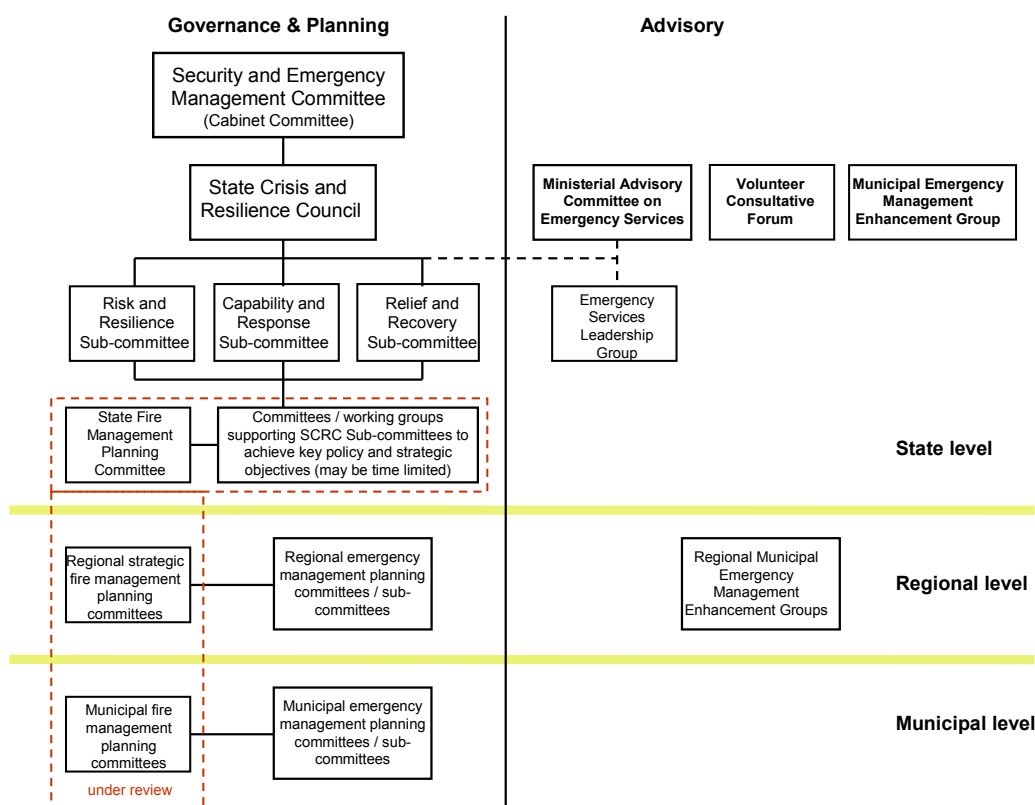 Governance & Planning
Advisory
Security and Emergency
Management Committee
(Cabinet Committee)
State Crisis and
Resilience Council
Ministerial Advisory
Committee on
Emergency Services
Volunteer
Consultative
Forum
Municipal Emergency
Management
Enhancement Group
Risk and
Resilience
Sub-committee
Capability and
Response
Sub-committee
Relief and
Recovery
Sub-committee
Emergency
Services
Leadership
Group
State Fire
Management
Planning
Committee
Committees / working groups
supporting SCRC Sub-committees to
achieve key policy and strategic
objectives (may be time limited)
State level
Regional strategic
fire management
planning
committees
Regional emergency
management planning
committees / sub-
committees
Regional Municipal
Emergency
Management
Enhancement Groups
Regional level
Municipal fire
management
planning
committees
Municipal emergency
management planning
committees / sub-
committees
Municipal level
under review